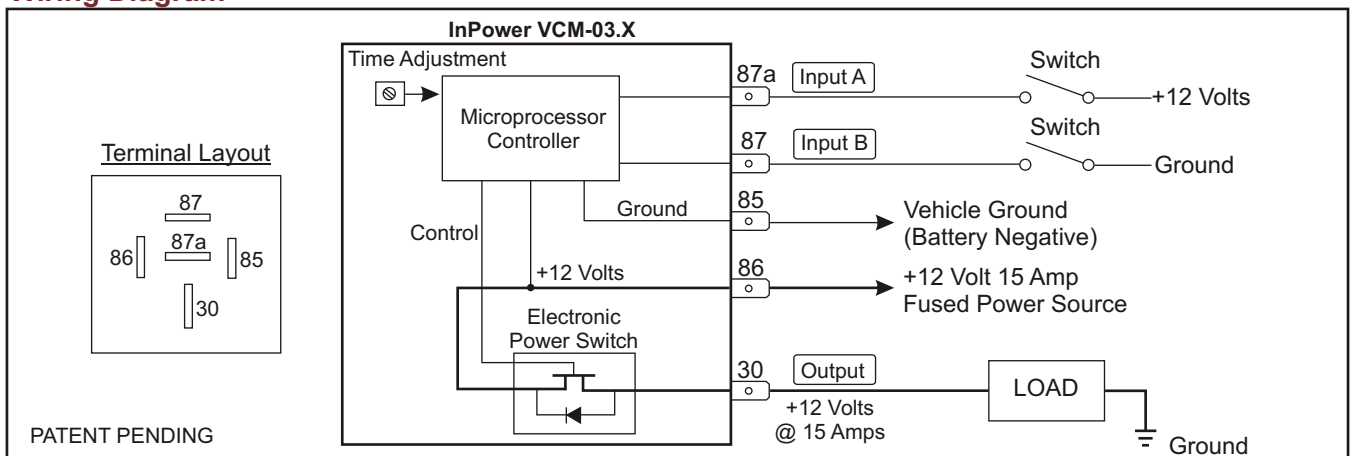 Wiring Diagram
InPower VCM-03.X
Time Adjustment
Microprocessor
Controller
Control
Ground
+12 Volts
Electronic
Power Switch
Terminal Layout
87
87a
86
85
30
PATENT PENDING
87a
Input A
Switch
+12 Volts
87
Input B
Switch
Ground
85
Vehicle Ground
(Battery Negative)
86
+12 Volt 15 Amp
Fused Power Source
30
Output
+12 Volts
@ 15 Amps
LOAD
Ground